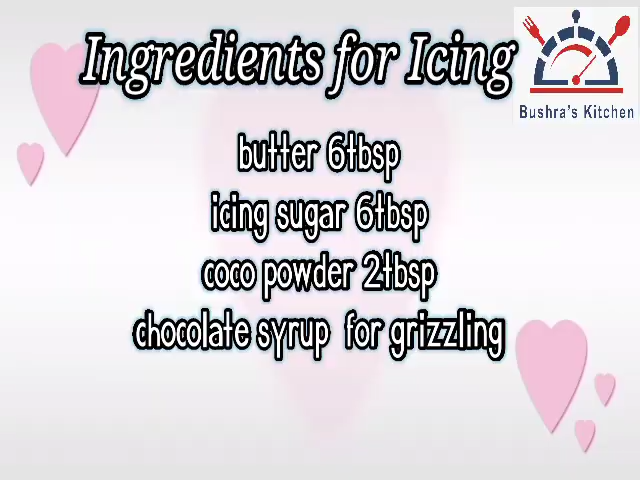 Ingredients for Icing
Bushra's Kitchen
butter 6tbsp
icing sugar 6tbsp
coco powder 2tbsp
chocolate syrup for grizzling